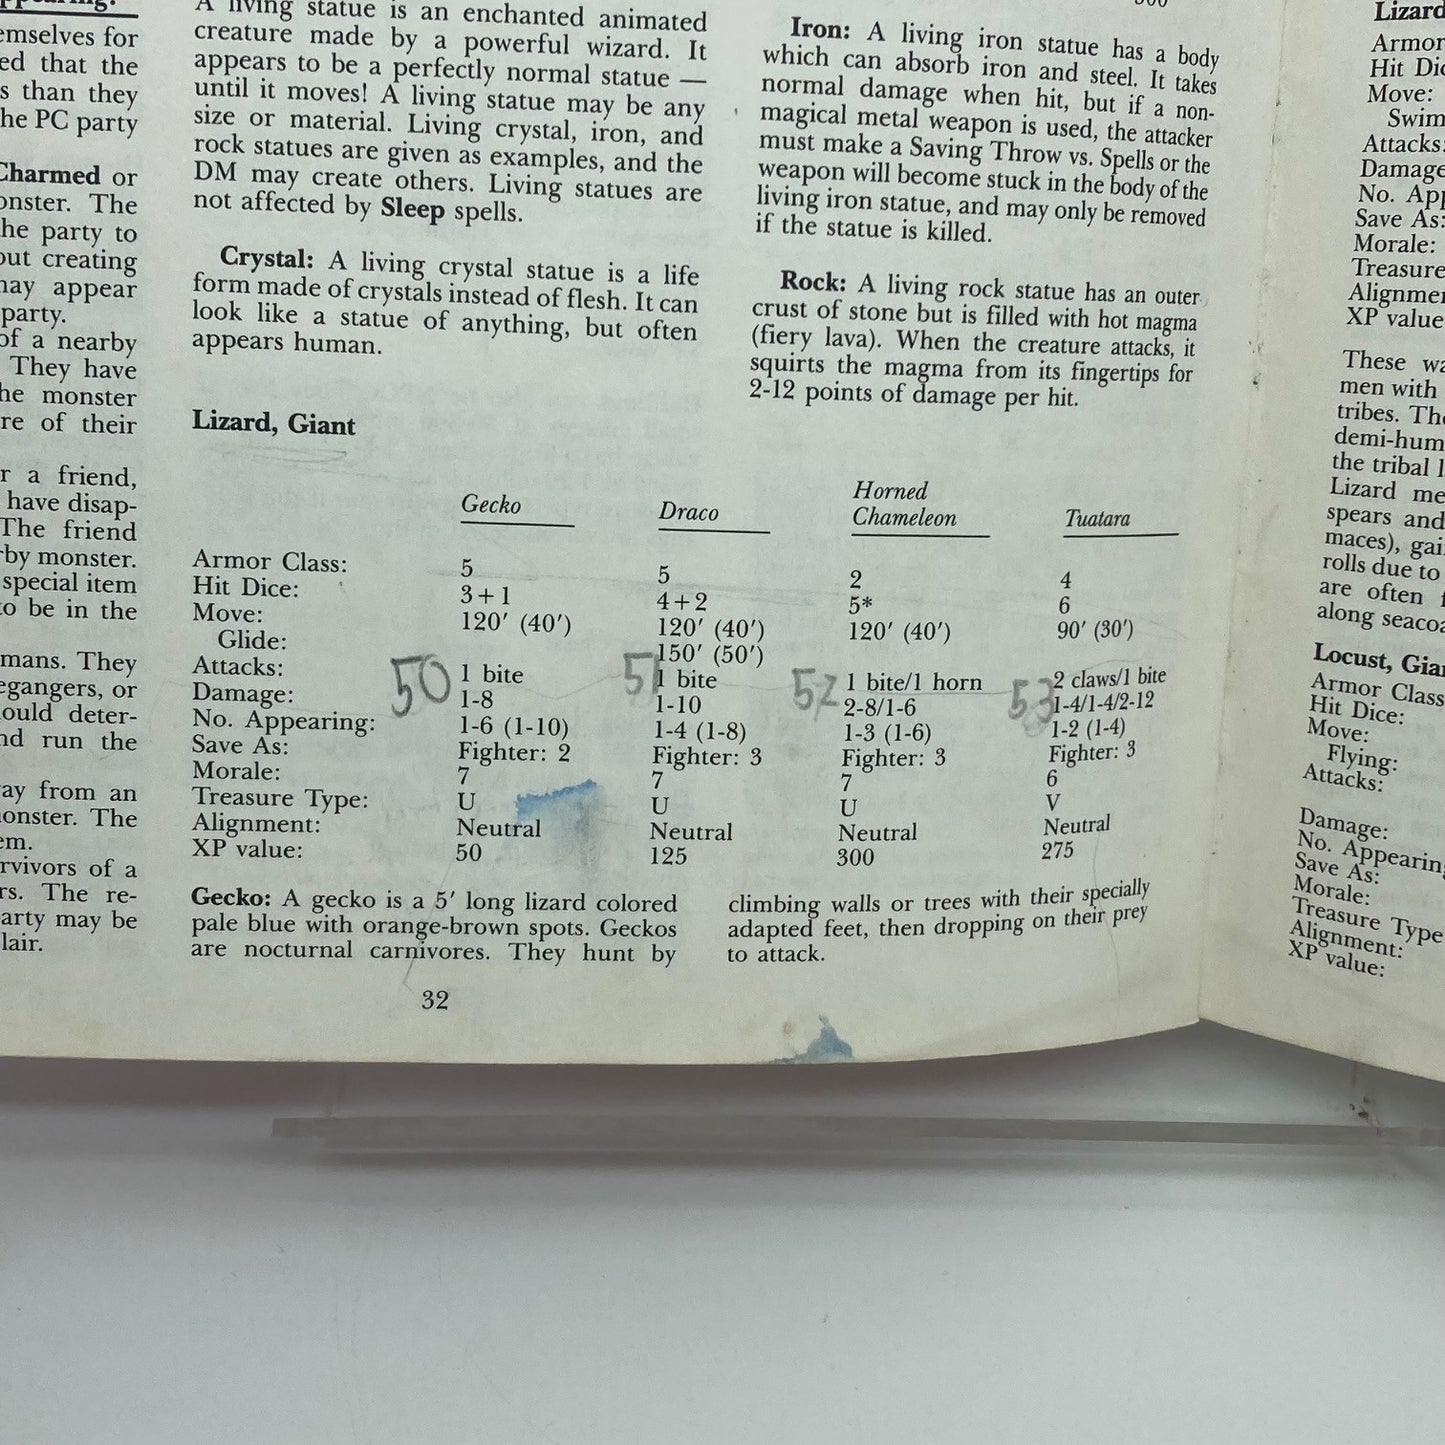 emselves for
ed that the
s than they
he PC party
Charmed or
onster. The
he party to
out creating
nay appear
party.
of a nearby
They have
he monster
re of their
r a friend,
have disap-
The friend
rby monster.
special item
to be in the
mans. They
egangers, or
ould deter-
nd run the
ay from an
onster. The
em.
rvivors of a
rs. The re-
arty may be
lair.
A living statue is an enchanted animated
creature made by a powerful wizard. It
appears to be a perfectly normal statue —
until it moves! A living statue may be any
size or material. Living crystal, iron, and
rock statues are given as examples, and the
DM may create others. Living statues are
not affected by Sleep spells.
Crystal: A living crystal statue is a life
form made of crystals instead of flesh. It can
look like a statue of anything, but often
appears human.
Iron: A living iron statue has a body
which can absorb iron and steel. It takes
normal damage when hit, but if a non-
magical metal weapon is used, the attacker
must make a Saving Throw vs. Spells or the
weapon will become stuck in the body of the
living iron statue, and may only be removed
if the statue is killed.
Rock: A living rock statue has an outer
crust of stone but is filled with hot magma
(fiery lava). When the creature attacks, it
squirts the magma from its fingertips for
2-12 points of damage per hit.
Lizard, Giant
Gecko Draco Horned Chameleon Tuatara
Armor Class: 5 5 2 4
Hit Dice: 3+1 4+2 5* 6
Move: 120' (40') 120' (40') 120' (40') 90' (30')
Glide: 150' (50')
Attacks: 1 bite 1 bite 1 bite/1 horn 2 claws/1 bite
50 51 52 53
Damage: 1-8 1-10 2-8/1-6 1-4/1-4/2-12
No. Appearing: 1-6 (1-10) 1-4 (1-8) 1-3 (1-6) 1-2 (1-4)
Save As: Fighter: 2 Fighter: 3 Fighter: 3 Fighter: 3
Morale: 7 7 7 6
Treasure Type: U U U V
Alignment: Neutral Neutral Neutral Neutral
XP value: 50 125 300 275
Gecko: A gecko is a 5' long lizard colored
pale blue with orange-brown spots. Geckos
are nocturnal carnivores. They hunt by
climbing walls or trees with their specially
adapted feet, then dropping on their prey
to attack.
32
Lizard
Armor
Hit Dic
Move:
Swim
Attacks:
Damage
No. App
Save As:
Morale:
Treasure
Alignmen
XP value
These wa
men with
tribes. The
demi-hum
the tribal l
Lizard me
spears and
maces), gai
rolls due to
are often f
along seacoa
Locust, Gian
Armor Class
Hit Dice:
Move:
Flying:
Attacks:
Damage:
No. Appearing
Save As:
Morale:
Treasure Type
Alignment:
XP value: